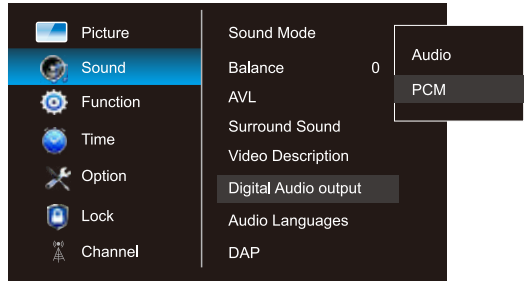 Picture
Sound
Function
Time
Option
Lock
Channel
Sound Mode
Balance 0
AVL
Surround Sound
Video Description
Digital Audio output
Audio Languages
DAP
Audio
PCM